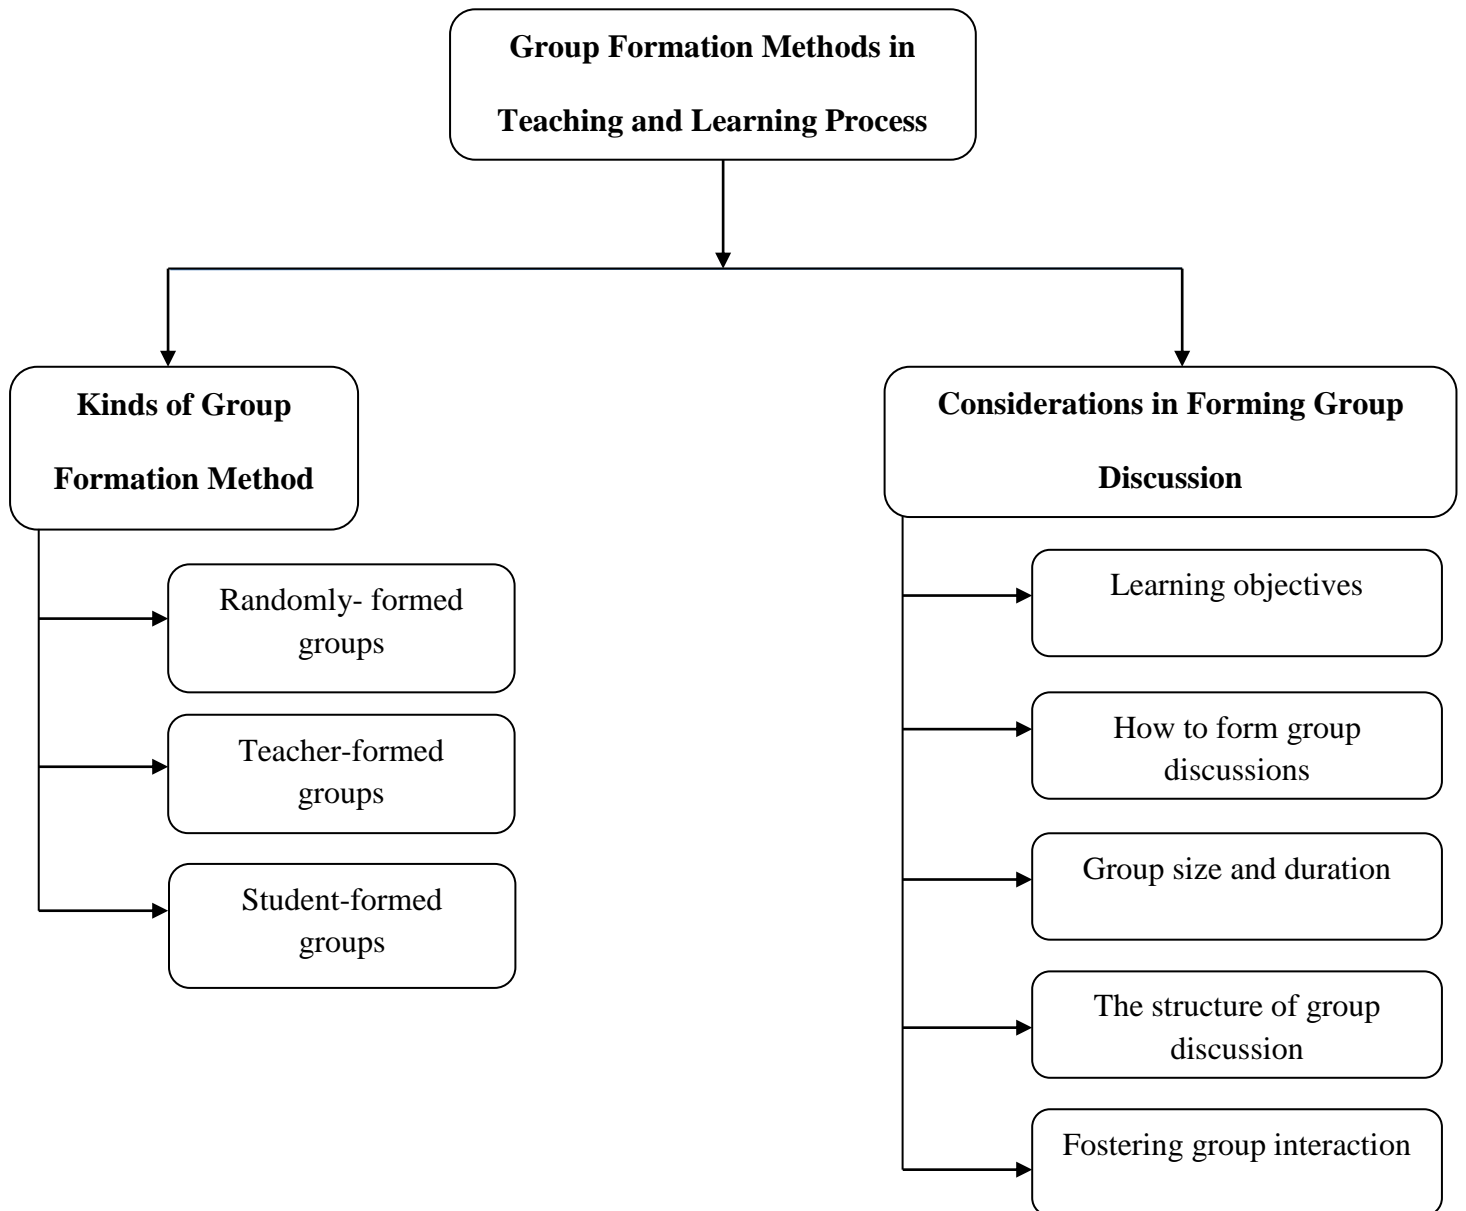 Group Formation Methods in
Teaching and Learning Process
Kinds of Group
Formation Method
Randomly- formed
groups
Teacher-formed
groups
Student-formed
groups
Considerations in Forming Group
Discussion
Learning objectives
How to form group
discussions
Group size and duration
The structure of group
discussion
Fostering group interaction